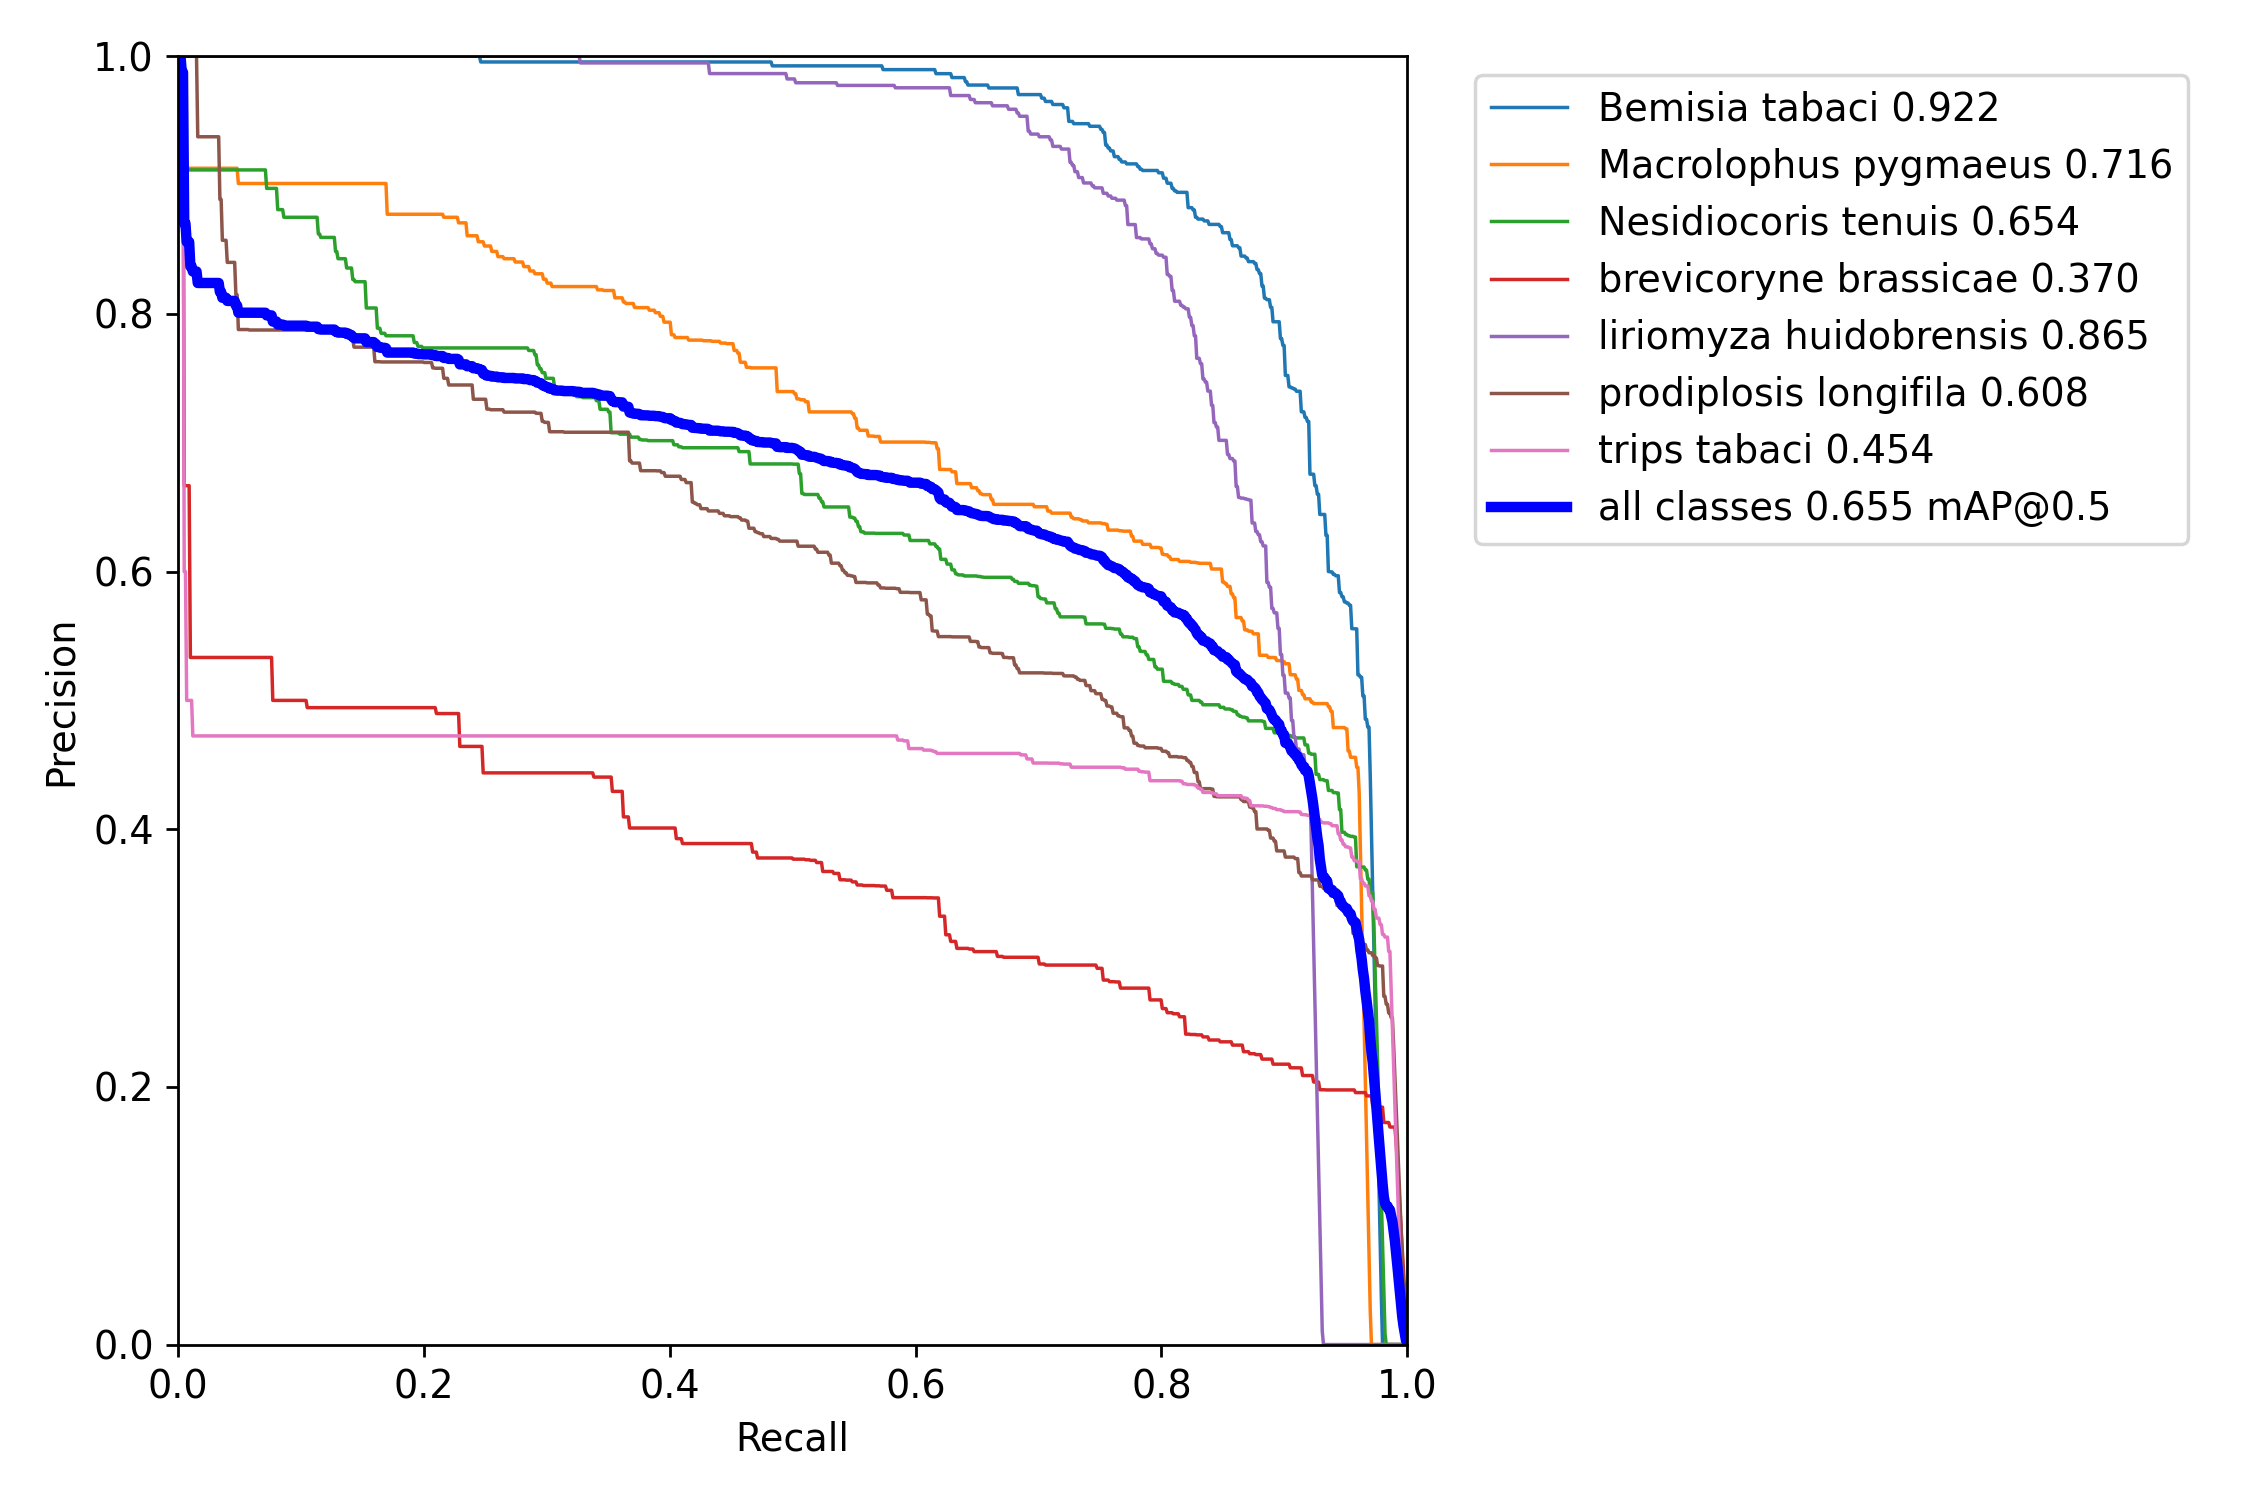 1.0
0.8
0.6
0.4
0.2
0.0
Precision
0.0 0.2 0.4 0.6 0.8 1.0
Recall
Bemisia tabaci 0.922
Macrolophus pygmaeus 0.716
Nesidiocoris tenuis 0.654
brevicoryne brassicae 0.370
liriomyza huidobrensis 0.865
prodiplosis longifila 0.608
trips tabaci 0.454
all classes 0.655 mAP@0.5